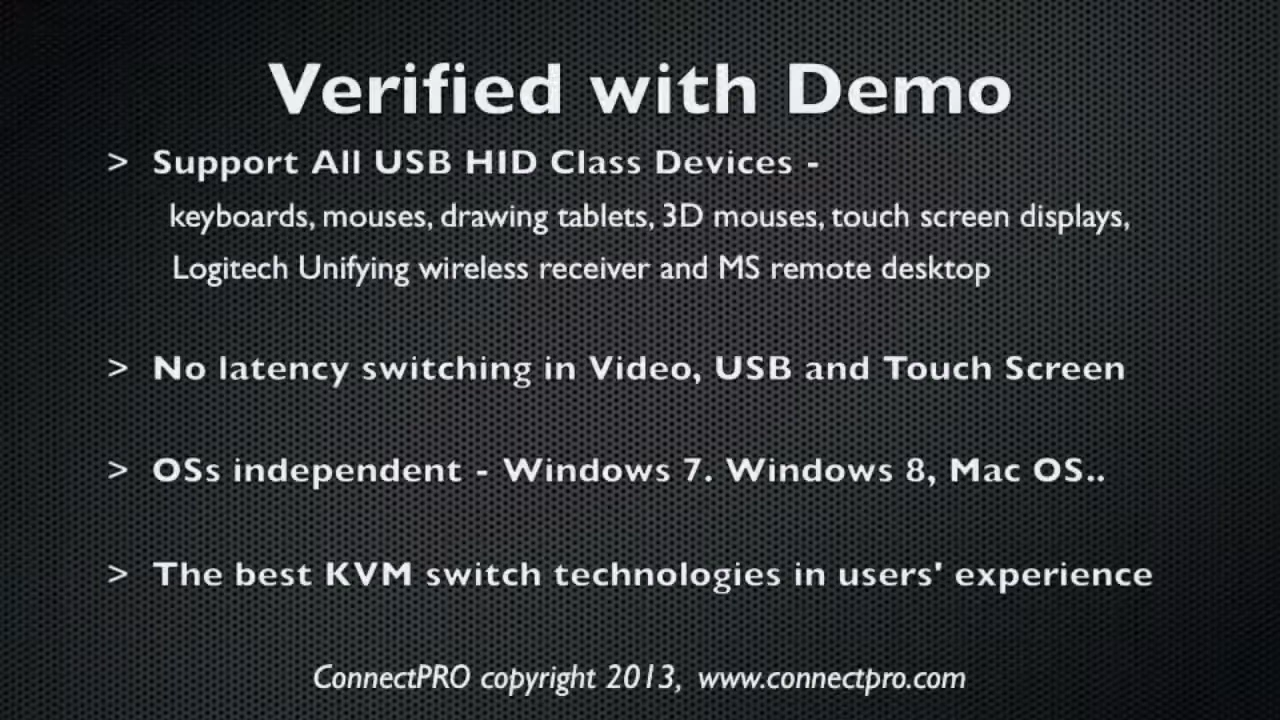 Verified with Demo
> Support All USB HID Class Devices -
keyboards, mouses, drawing tablets, 3D mouses, touch screen displays,
Logitech Unifying wireless receiver and MS remote desktop
> No latency switching in Video, USB and Touch Screen
> OSs independent - Windows 7. Windows 8, Mac OS..
> The best KVM switch technologies in users' experience
ConnectPRO copyright 2013, www.connectpro.com